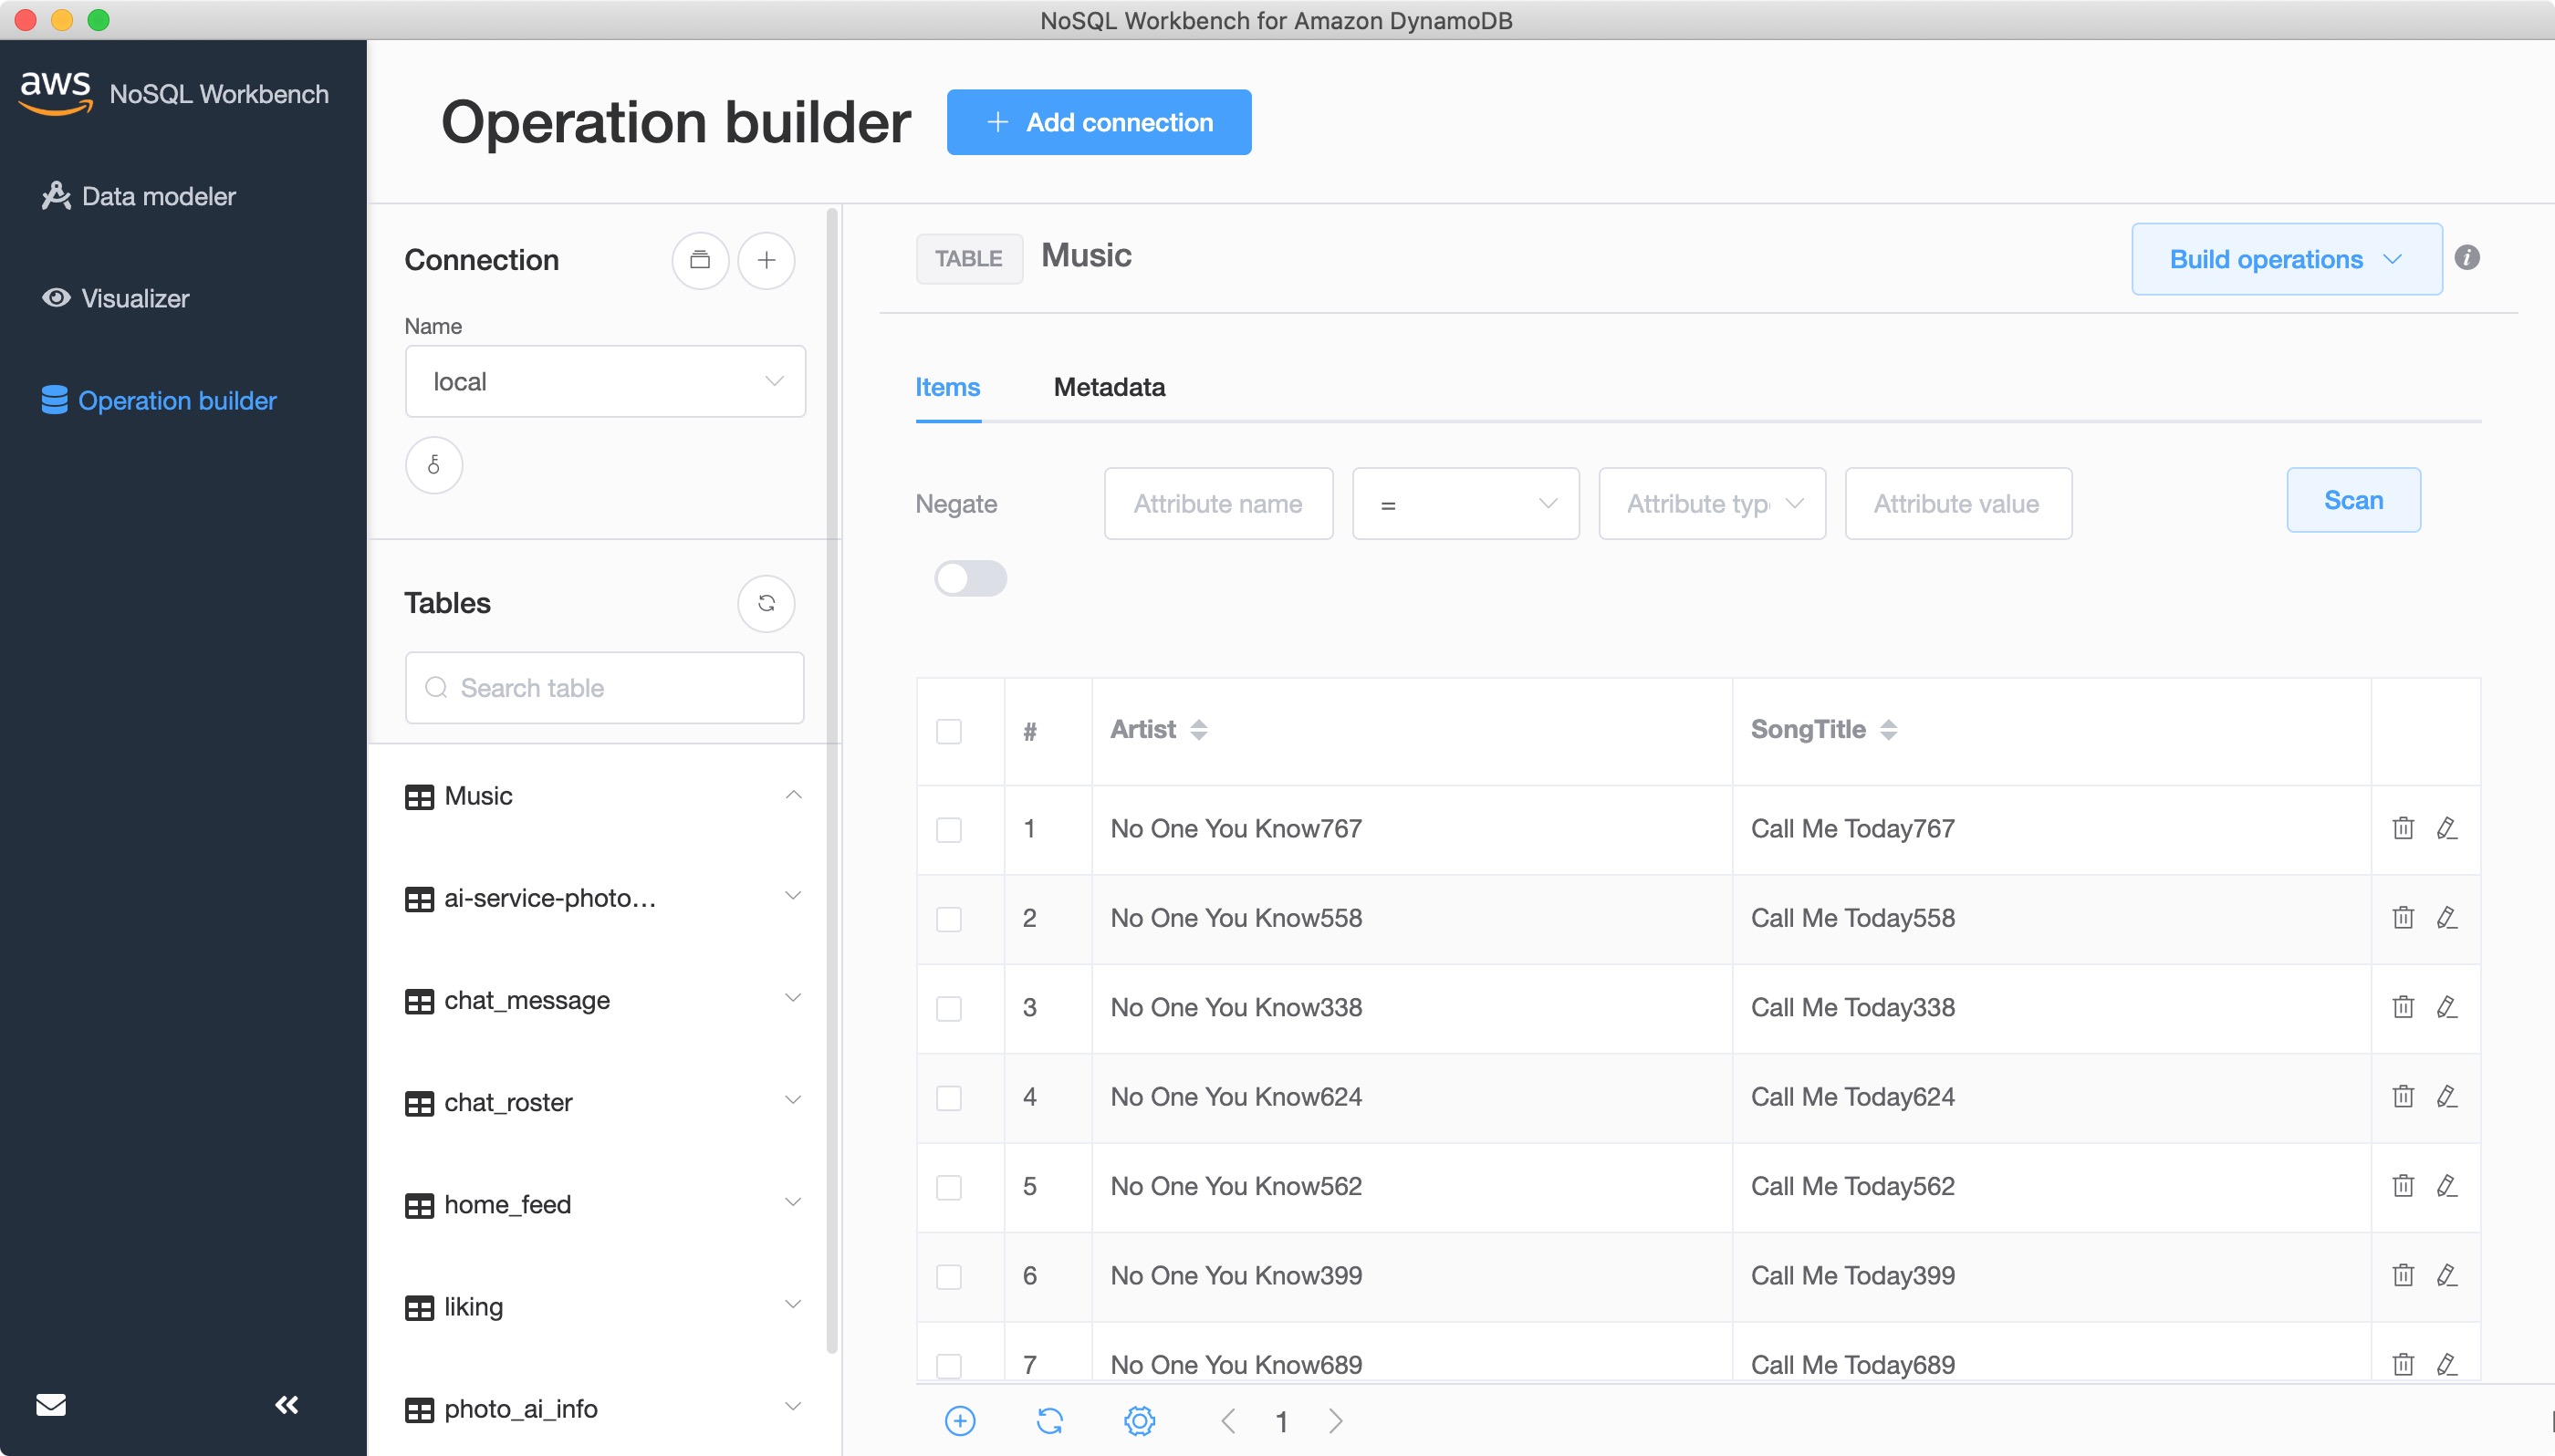 NoSQL Workbench for Amazon DynamoDB
aws NoSQL Workbench
Data modeler
Visualizer
Operation builder
Operation builder
+ Add connection
Connection
Name
local
Tables
Search table
Music
ai-service-photo...
chat_message
chat_roster
home_feed
liking
photo_ai_info
TABLE Music
Build operations
Items Metadata
Negate Attribute name = Attribute typ Attribute value Scan
# Artist SongTitle
1 No One You Know767 Call Me Today767
2 No One You Know558 Call Me Today558
3 No One You Know338 Call Me Today338
4 No One You Know624 Call Me Today624
5 No One You Know562 Call Me Today562
6 No One You Know399 Call Me Today399
7 No One You Know689 Call Me Today689
1